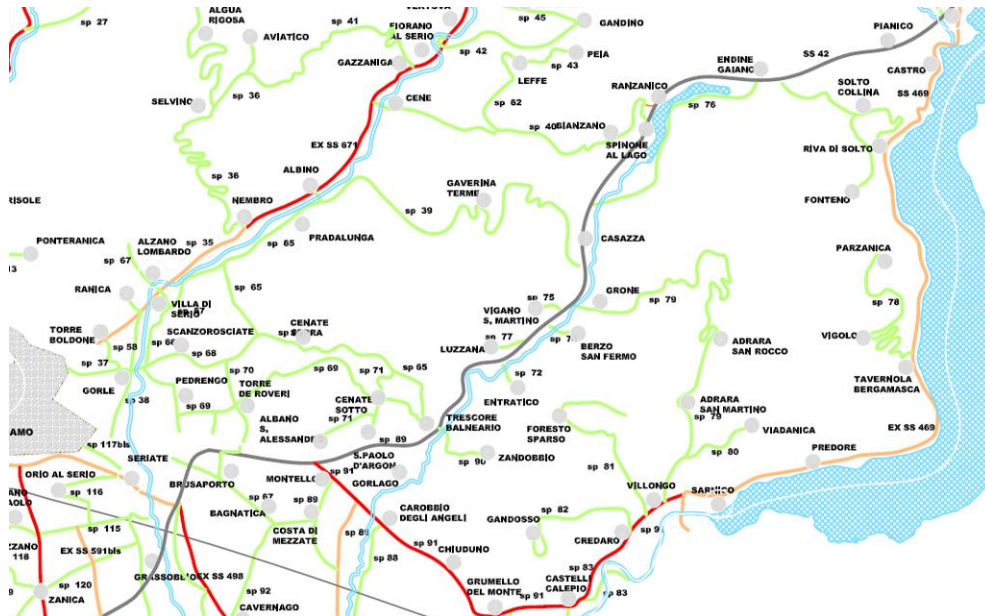 sp 27
ALGUA
RIGOSA
sp 41
AVIATICO
VERTOVA
FIORANO
AL SERIO
sp 45
GANDINO
PIANICO
sp 42
PEIA
SS 42
GAZZANIGA
LEFFE
sp 43
ENDINE
GAIANO
CASTRO
SELVINO
sp 36
CENE
sp 62
RANZANICO
sp 76
SOLTO
COLLINA
SS 469
sp 40
BIANZANO
EX SS 671
SPINONE
AL LAGO
RIVA DI SOLTO
sp 36
ALBINO
GAVERINA
TERME
FONTENO
NEMBRO
sp 39
RISOLE
PONTERANICA
ALZANO
LOMBARDO
sp 35
sp 65
PRADALUNGA
CASAZZA
PARZANICA
13
sp 67
sp 65
RANICA
VILLA DI
SERIO
VIGANO
S. MARTINO
sp 75
GRONE
sp 79
sp 78
TORRE
BOLDONE
sp 58
SCANZOROSCIATE
CENATE
sp 77
BERZO
SAN FERMO
ADRARA
SAN ROCCO
VIGOLO
LUZZANA
sp 37
sp 68
sp 70
sp 69
sp 71
sp 65
GORLE
PEDRENGO
TORRE
DE ROVERI
sp 72
ENTRATICO
TAVERNOLA
BERGAMASCA
sp 38
sp 69
CENATE
SOTTO
ADRARA
SAN MARTINO
ALBANO
S,
ALESSANDR
sp 71
TRESCORE
BALNEARIO
FORESTO
SPARSO
sp 79
VIADANICA
EX SS 469
AMO
sp 117bls
sp 89
sp 80
PREDORE
SERIATE
S.PAOLO
D'ARGON
GORLAGO
sp 90
ZANDOBBIO
sp 81
ORIO AL SERIO
BRUSAPORTO
MONTELLO
sp 91
VILLONGO
SARNICO
sp 116
sp 67
sp 89
BAGNATICA
COSTA DI
MEZZATE
CAROBBIO
DEGLI ANGELI
GANDOSSO
sp 82
sp 115
sp 89
CREDARO
EX SS 591bls
sp 88
sp 91
CHIUDUNO
118
GRASSOBBIO
EX SS 498
sp 83
sp 120
ZANICA
sp 92
CAVERNAGO
GRUMELLO
DEL MONTE
sp 91
CASTELLI
CALEPIO
sp 83